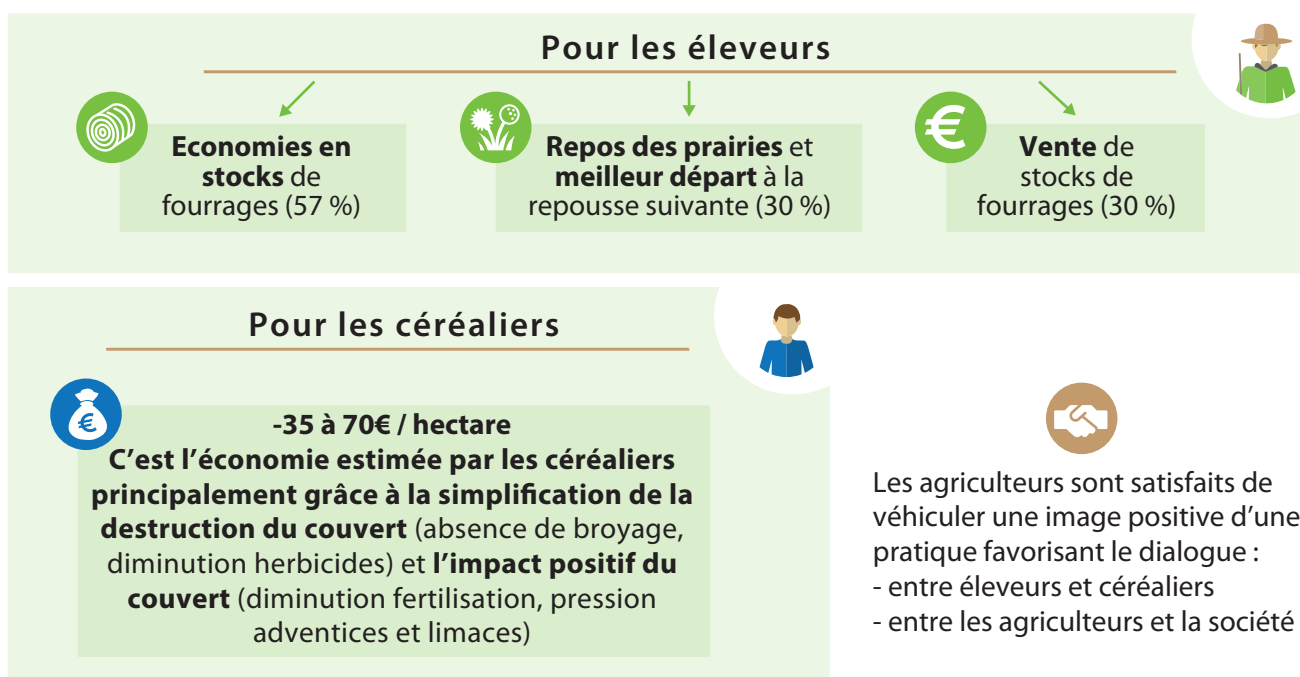 Pour les éleveurs
Economies en
stocks de
fourrages (57 %)
Repos des prairies et
meilleur départ à la
repousse suivante (30 %)
€
Vente de
stocks de
fourrages (30 %)
Pour les céréaliers
€
-35 à 70€ / hectare
C’est l’économie estimée par les céréaliers
principalement grâce à la simplification de la
destruction du couvert (absence de broyage,
diminution herbicides) et l’impact positif du
couvert (diminution fertilisation, pression
adventices et limaces)
Les agriculteurs sont satisfaits de
véhiculer une image positive d’une
pratique favorisant le dialogue :
- entre éleveurs et céréaliers
- entre les agriculteurs et la société